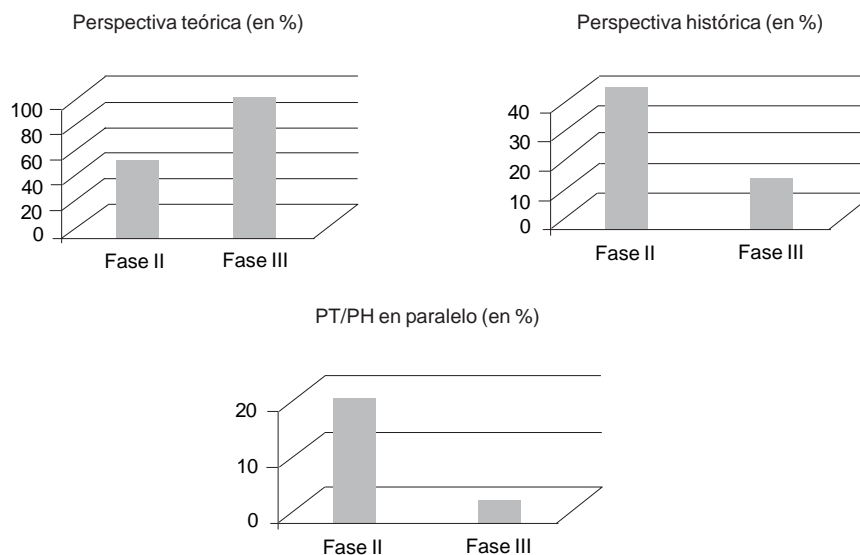 Perspectiva teórica (en %)
100
80
60
40
20
0
Fase II
Fase III
Perspectiva histórica (en %)
40
30
20
10
0
Fase II
Fase III
PT/PH en paralelo (en %)
20
10
0
Fase II
Fase III